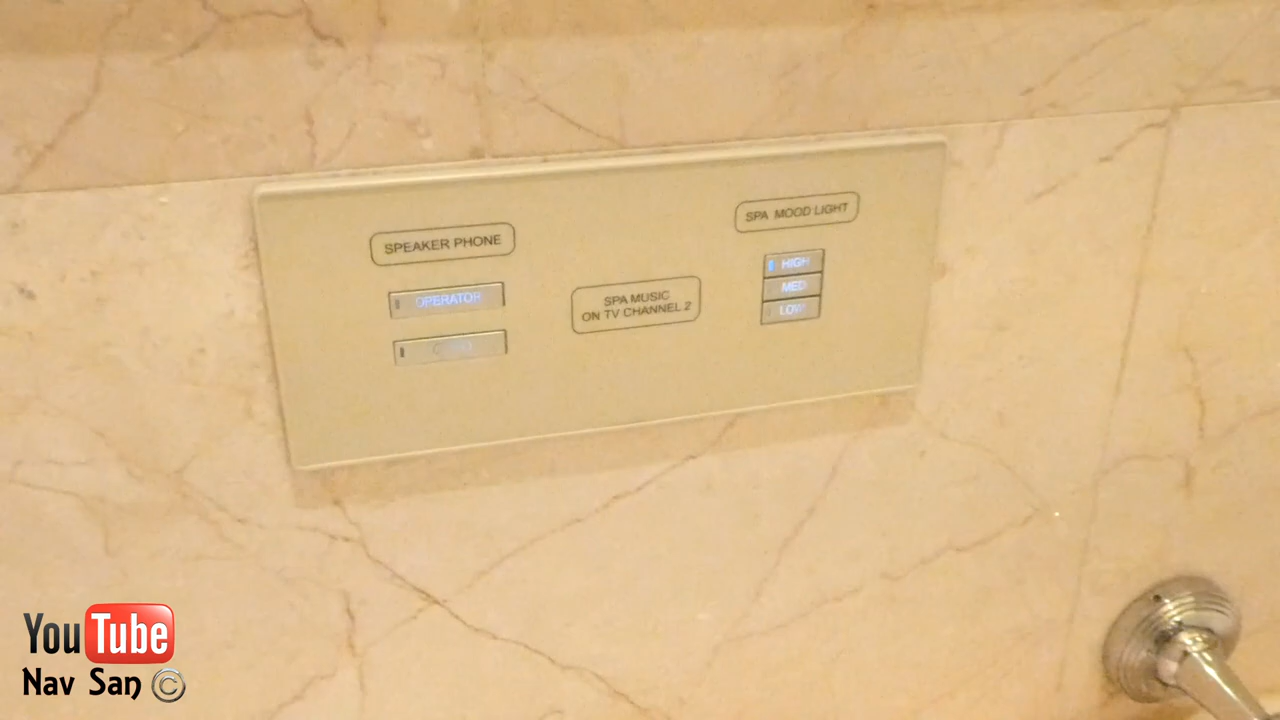 SPEAKER PHONE
OPERATOR
SPA MUSIC
ON TV CHANNEL 2
SPA MOOD LIGHT
HIGH
MED
LOW
YouTube
Nav San ©